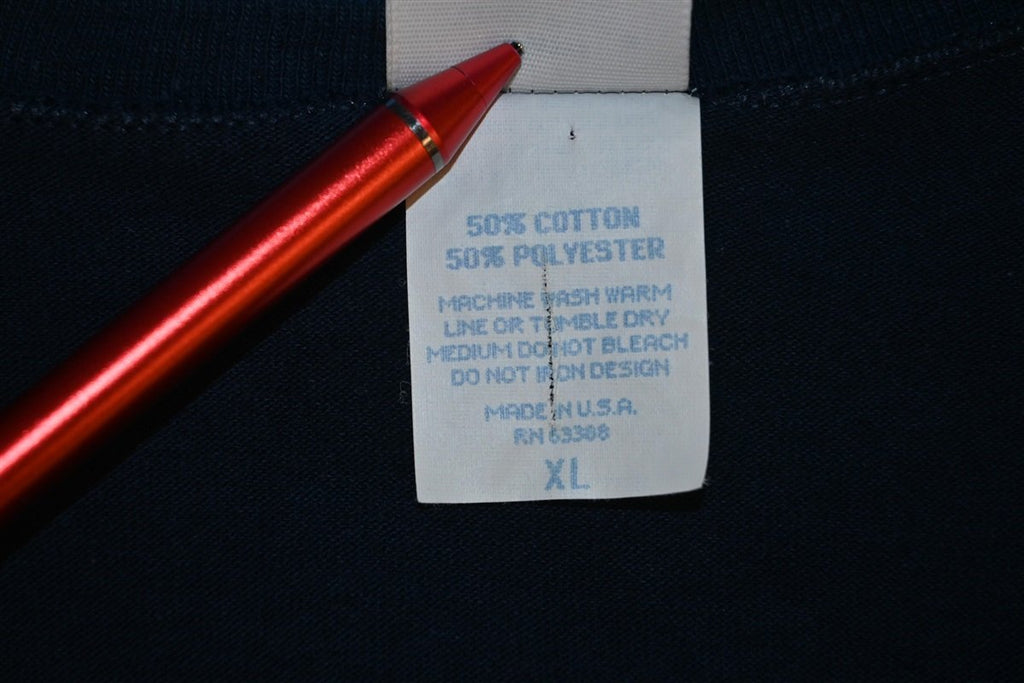 50% COTTON
50% POLYESTER
MACHINE WASH WARM
LINE OR TUMBLE DRY
MEDIUM DO NOT BLEACH
DO NOT IRON DESIGN
MADE IN U.S.A.
RN 63308
XL